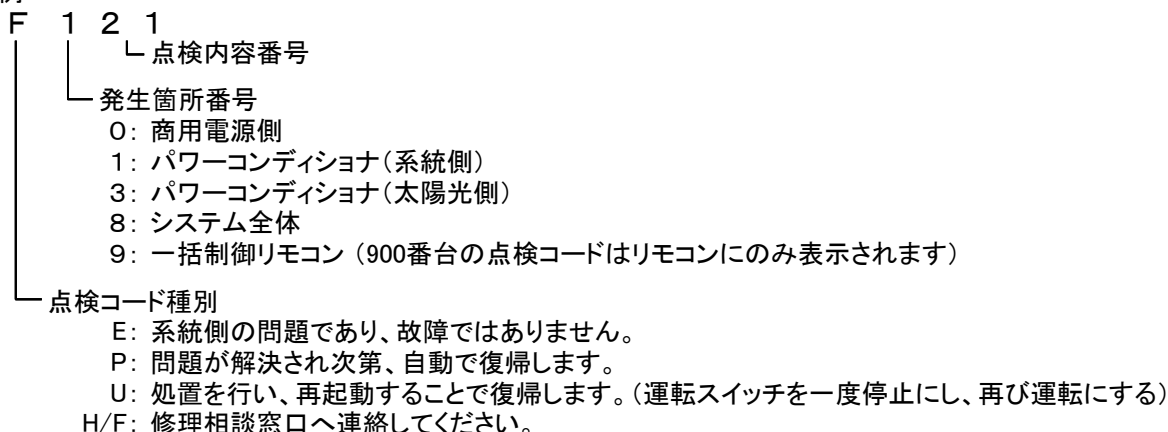 F 1 2 1
点検内容番号
発生箇所番号
0: 商用電源側
1: パワーコンディショナ(系統側)
3: パワーコンディショナ(太陽光側)
8: システム全体
9: 一括制御リモコン (900番台の点検コードはリモコンにのみ表示されます)
点検コード種別
E: 系統側の問題であり、故障ではありません。
P: 問題が解決され次第、自動で復帰します。
U: 処置を行い、再起動することで復帰します。(運転スイッチを一度停止にし、再び運転にする)
H/F: 修理相談窓口へ連絡してください。